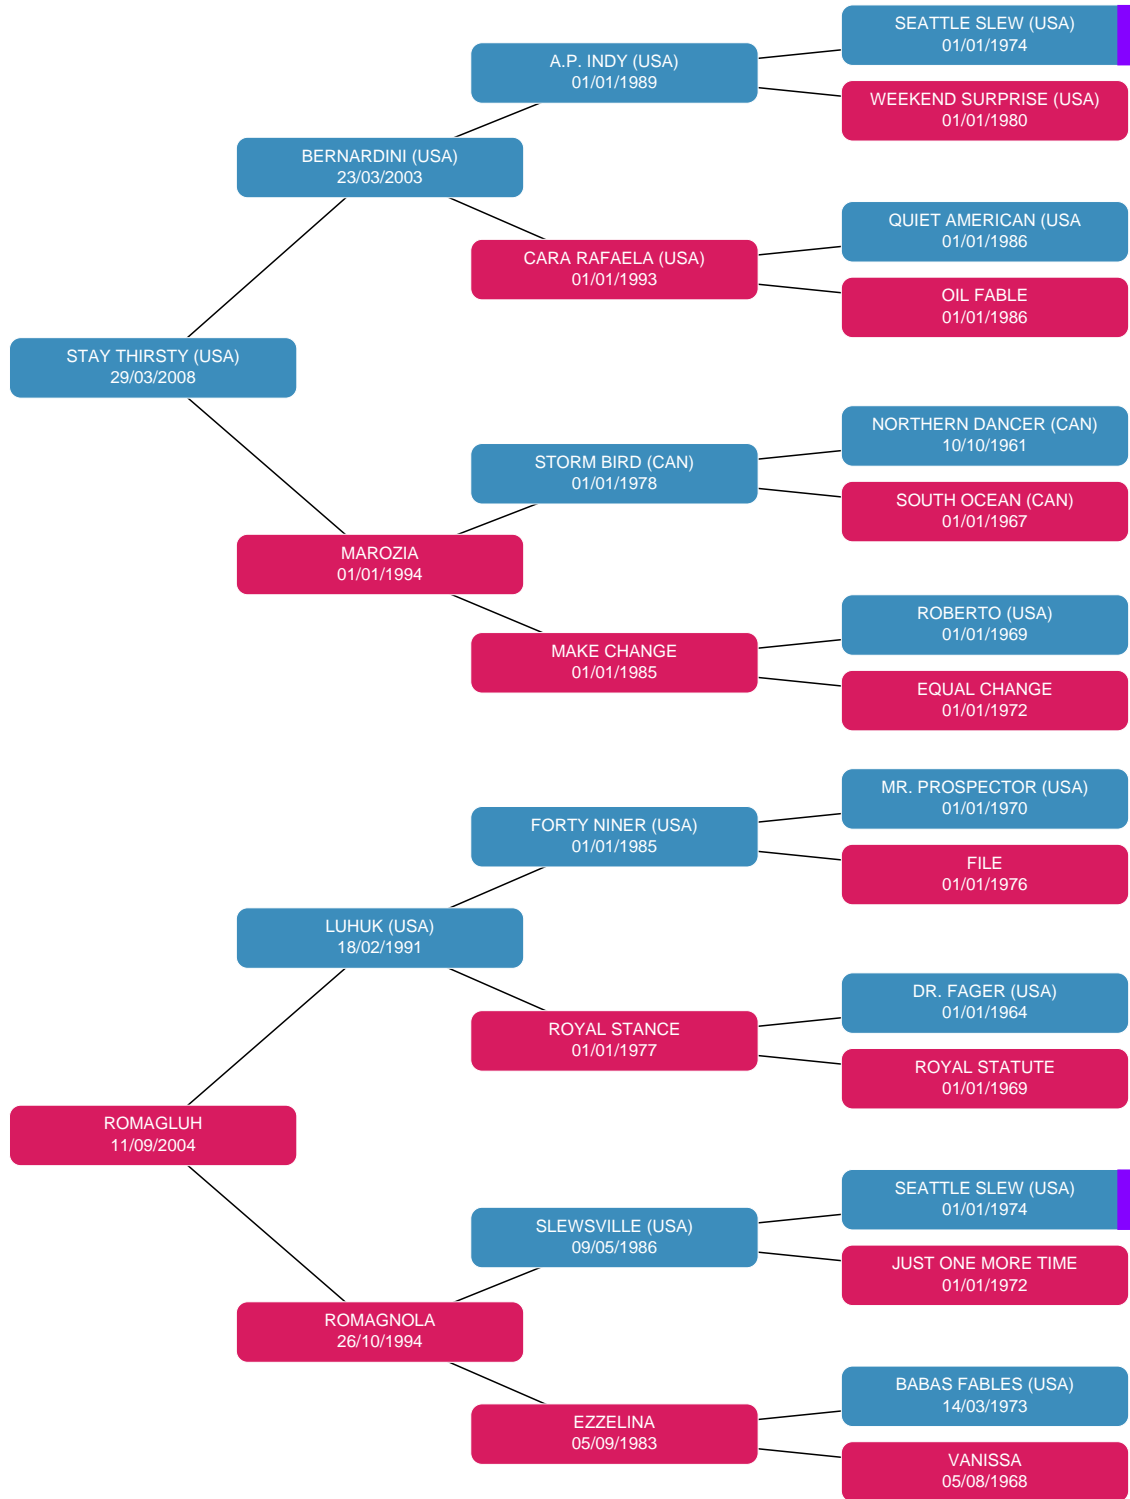 SEATTLE SLEW (USA)
01/01/1974
A.P. INDY (USA)
01/01/1989
WEEKEND SURPRISE (USA)
01/01/1980
BERNARDINI (USA)
23/03/2003
QUIET AMERICAN (USA
01/01/1986
CARA RAFAELA (USA)
01/01/1993
OIL FABLE
01/01/1986
STAY THIRSTY (USA)
29/03/2008
NORTHERN DANCER (CAN)
10/10/1961
STORM BIRD (CAN)
01/01/1978
SOUTH OCEAN (CAN)
01/01/1967
MAROZIA
01/01/1994
ROBERTO (USA)
01/01/1969
MAKE CHANGE
01/01/1985
EQUAL CHANGE
01/01/1972
MR. PROSPECTOR (USA)
01/01/1970
FORTY NINER (USA)
01/01/1985
FILE
01/01/1976
LUHUK (USA)
18/02/1991
DR. FAGER (USA)
01/01/1964
ROYAL STANCE
01/01/1977
ROYAL STATUTE
01/01/1969
ROMAGLUH
11/09/2004
SEATTLE SLEW (USA)
01/01/1974
SLEWSVILLE (USA)
09/05/1986
JUST ONE MORE TIME
01/01/1972
ROMAGNOLA
26/10/1994
BABAS FABLES (USA)
14/03/1973
EZZELINA
05/09/1983
VANISSA
05/08/1968